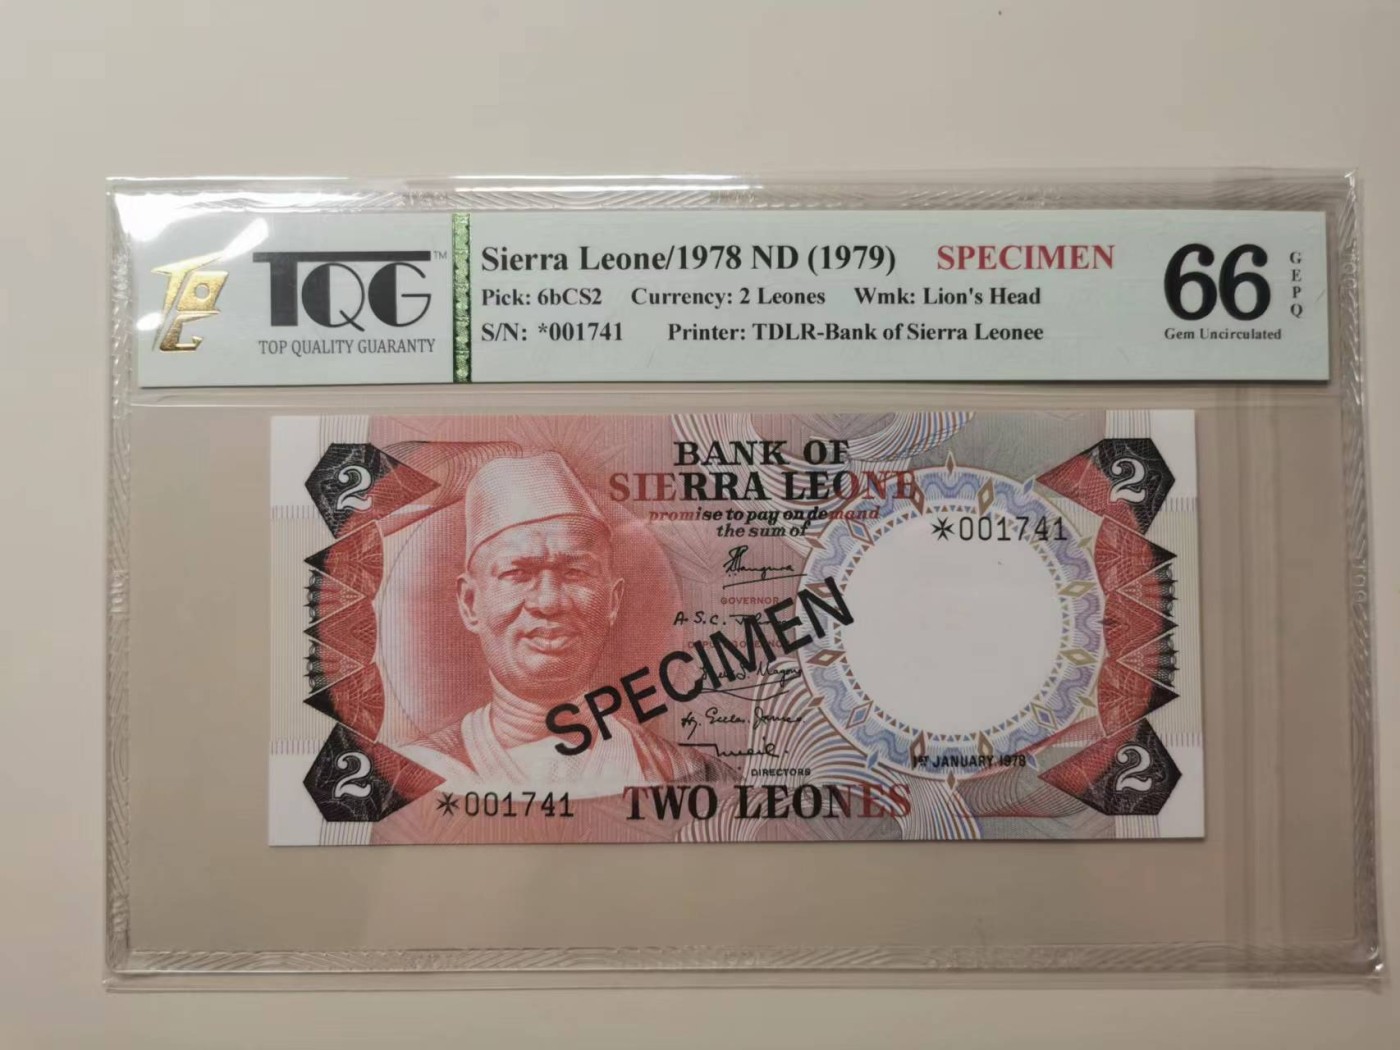 TQG™
TOP QUALITY GUARANTY
Sierra Leone/1978 ND (1979) SPECIMEN
Pick: 6bCS2 Currency: 2 Leones Wmk: Lion's Head
S/N: *001741 Printer: TDLR-Bank of Sierra Leonee
66
GEPQ
Gem Uncirculated
2
2
BANK OF
SIERRA LEONE
promise to pay on demand
the sum of
*001741
GOVERNOR
A.S.C.
SPECIMEN
DIRECTORS
1ST JANUARY 1978
2
2
*001741
TWO LEONES